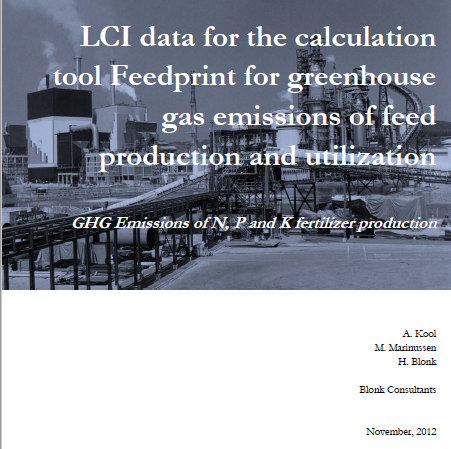 LCI data for the calculation
tool Feedprint for greenhouse
gas emissions of feed
production and utilization
GHG Emissions of N, P and K fertilizer production
A. Kool
M. Marinussen
H. Blonk
Blonk Consultants
November, 2012